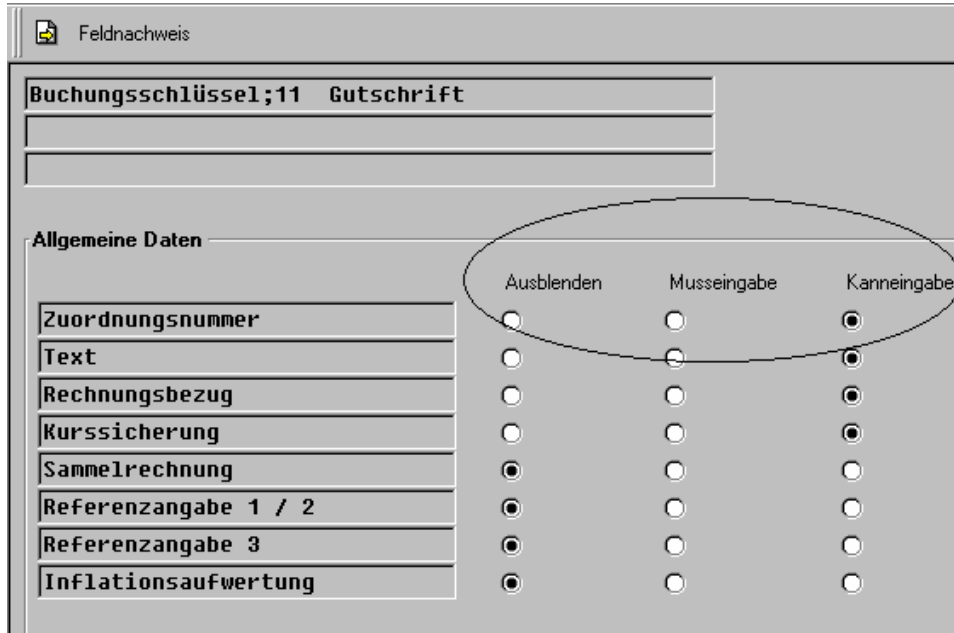 Feldnachweis
Buchungsschlüssel;11 Gutschrift
Allgemeine Daten
Ausblenden Musseingabe Kanneingabe
Zuordnungsnummer
Text
Rechnungsbezug
Kurssicherung
Sammelrechnung
Referenzangabe 1 / 2
Referenzangabe 3
Inflationsaufwertung